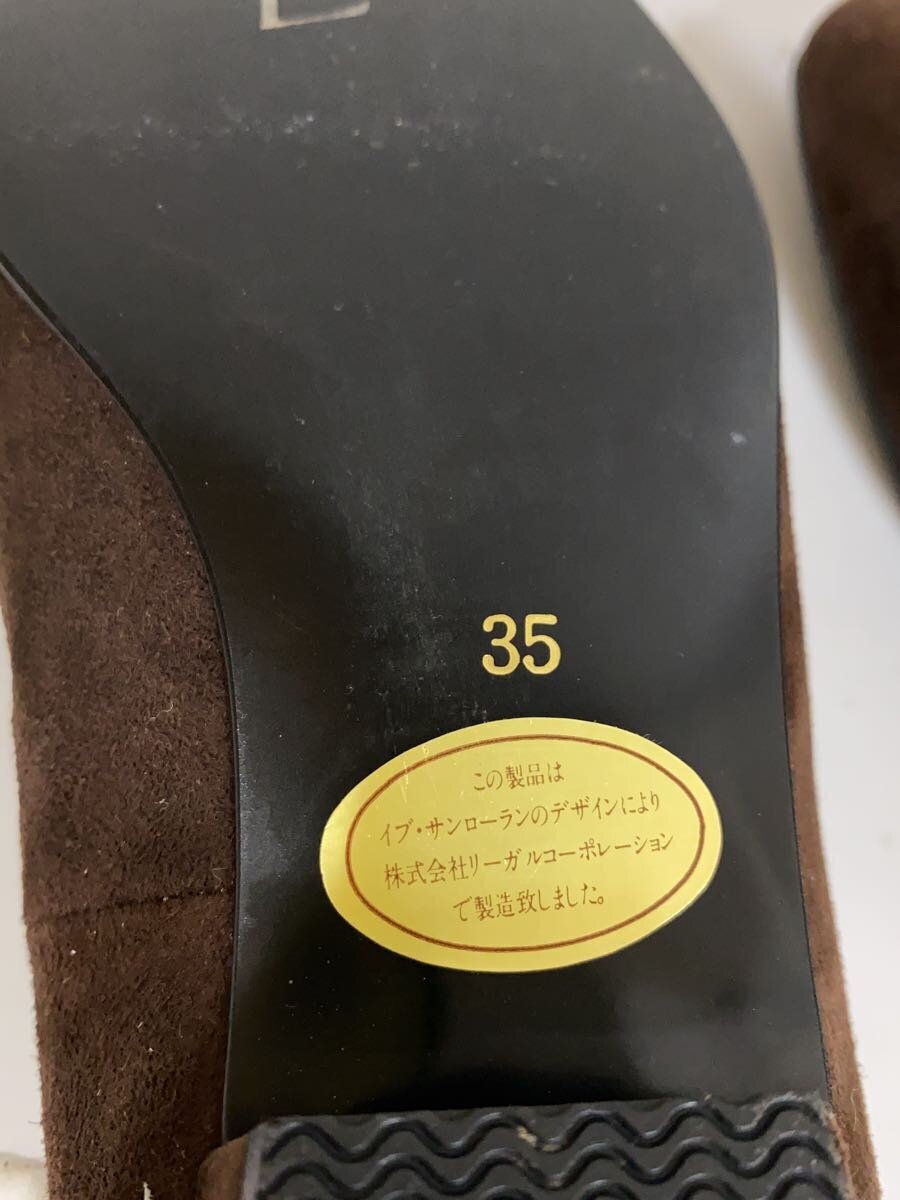 35
この製品は
イブ・サンローランのデザインにより
株式会社リーガルコーポレーション
で製造致しました。